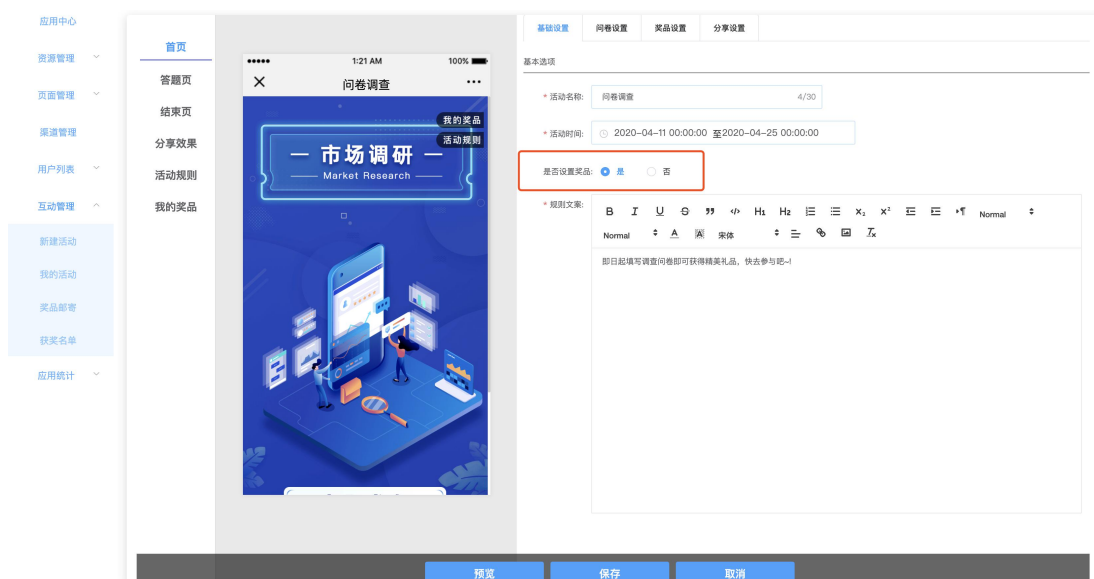 应用中心
资源管理
页面管理
渠道管理
用户列表
互动管理
新建活动
我的活动
奖品邮寄
获奖名单
应用统计
首页
答题页
结束页
分享效果
活动规则
我的奖品
1:21 AM 100%
问卷调查
我的奖品
活动规则
市场调研
Market Research
基础设置 问卷设置 奖品设置 分享设置
基本选项
* 活动名称: 问卷调查 4/30
* 活动时间: 2020-04-11 00:00:00 至2020-04-25 00:00:00
是否设置奖品: 是 否
* 规则文案:
B I U S H1 H2 x₂ x² Normal
Normal A A 宋体 Tx
即日起填写调查问卷即可获得精美礼品，快去参与吧~!
预览 保存 取消